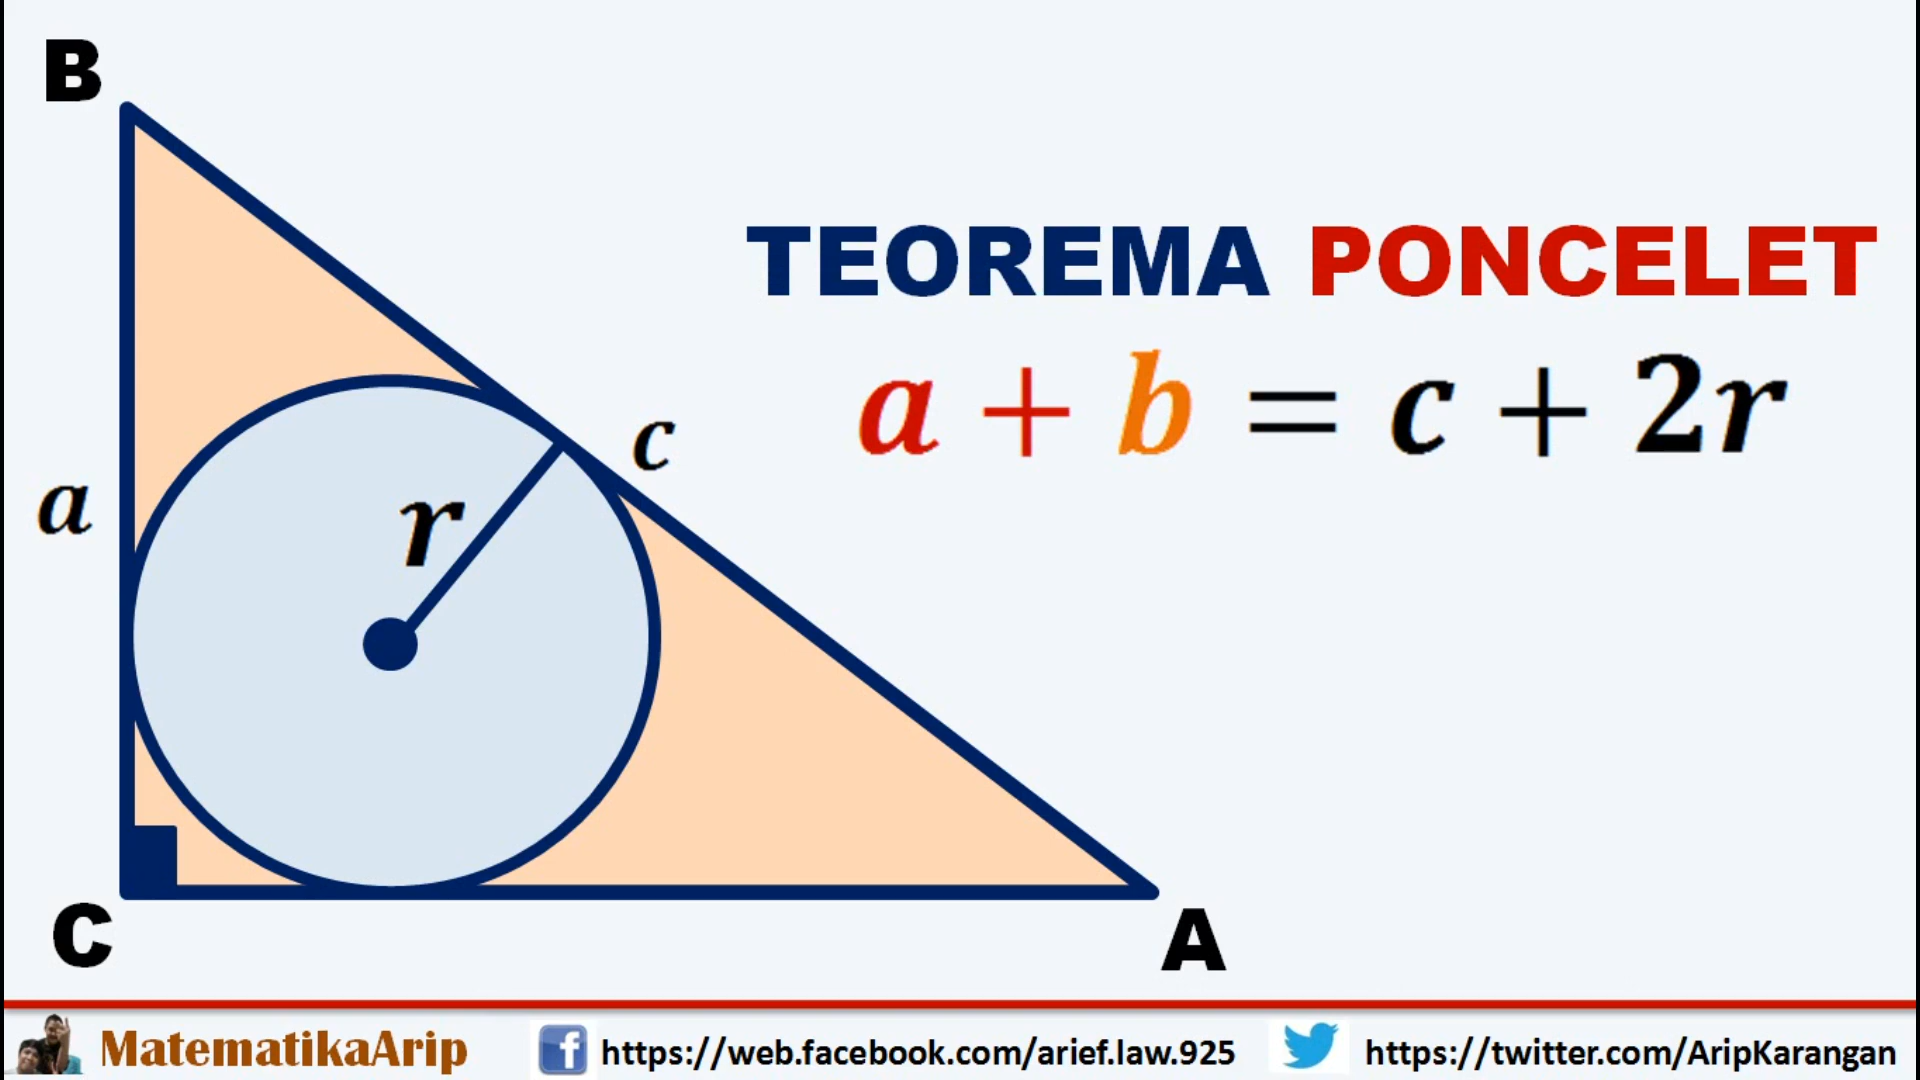 B
TEOREMA PONCELET
a + b = c + 2r
c
a
r
C
A
MatematikaArip
https://web.facebook.com/arief.law.925
https://twitter.com/AripKarangan